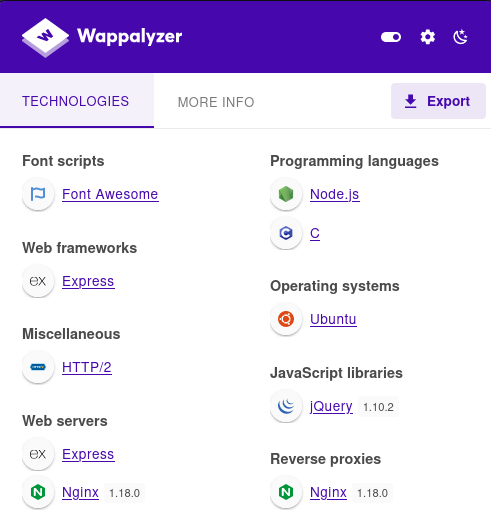 Wappalyzer
TECHNOLOGIES
MORE INFO
Export
Font scripts
Font Awesome
Web frameworks
ex
Express
Miscellaneous
HTTP/2
Web servers
ex
Express
Nginx 1.18.0
Programming languages
Node.js
C
Operating systems
Ubuntu
JavaScript libraries
jQuery 1.10.2
Reverse proxies
Nginx 1.18.0